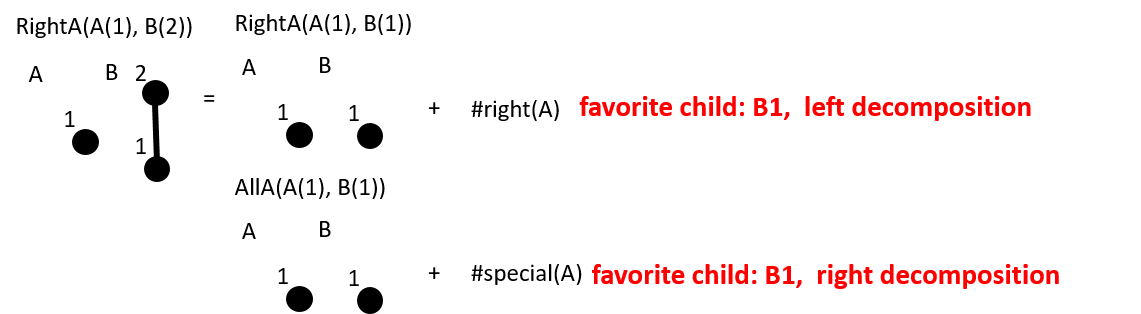 RightA(A(1), B(2))
RightA(A(1), B(1))
A
B 2
A
B
=
1
1
1
1
+ #right(A) favorite child: B1, left decomposition
AllA(A(1), B(1))
A
B
1
1
+ #special(A) favorite child: B1, right decomposition